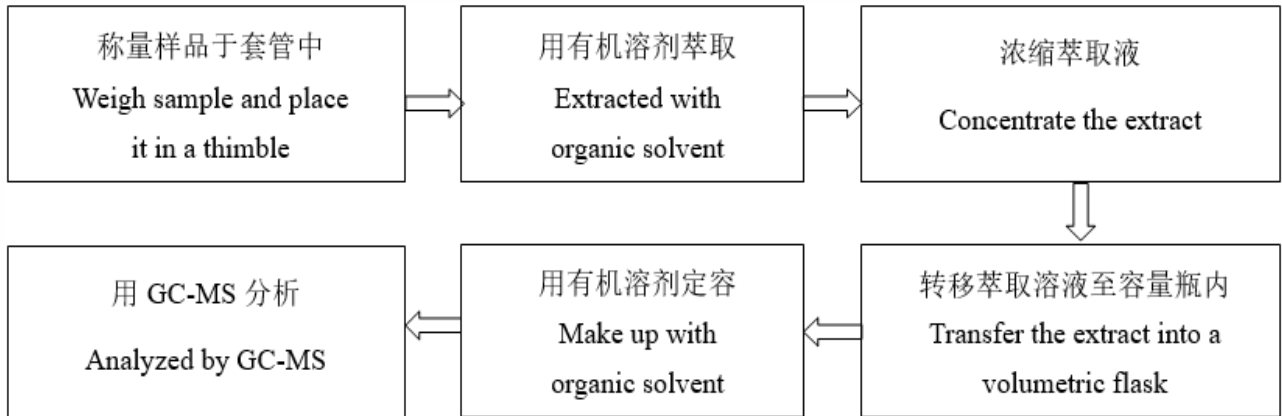 称量样品于套管中
Weigh sample and place
it in a thimble
用有机溶剂萃取
Extracted with
organic solvent
浓缩萃取液
Concentrate the extract
转移萃取溶液至容量瓶内
Transfer the extract into a
volumetric flask
用有机溶剂定容
Make up with
organic solvent
用 GC-MS 分析
Analyzed by GC-MS